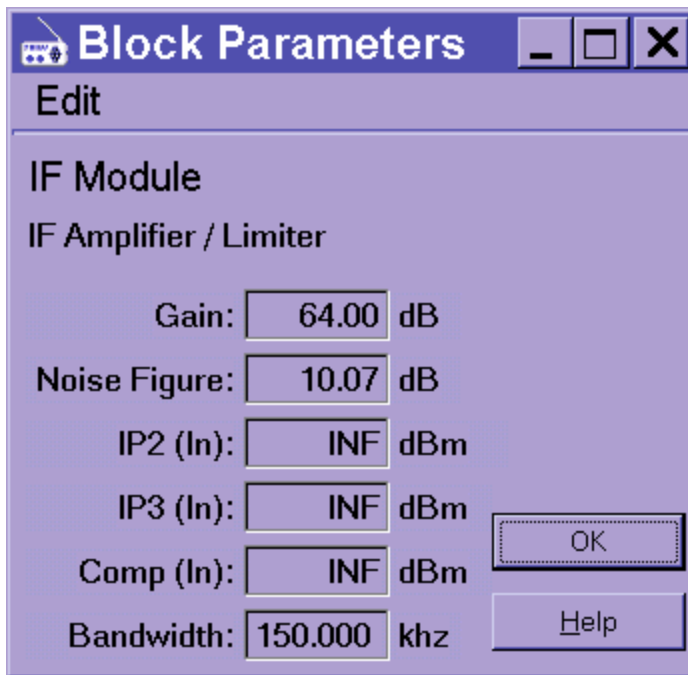 Block Parameters
Edit
IF Module
IF Amplifier / Limiter
Gain: 64.00 dB
Noise Figure: 10.07 dB
IP2 (In): INF dBm
IP3 (In): INF dBm
OK
Comp (In): INF dBm
Help
Bandwidth: 150.000 khz